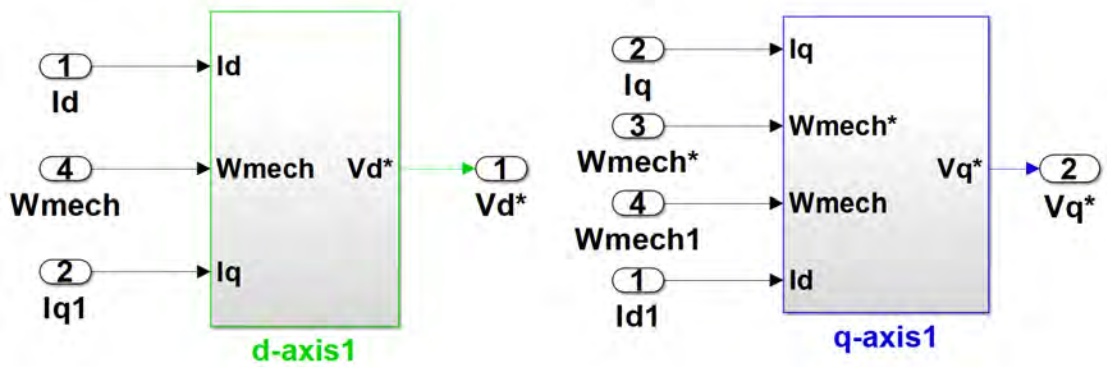 1
Id
Id
4
Wmech
Wmech
Vd*
1
Vd*
2
Iq1
Iq
d-axis1
2
Iq
Iq
3
Wmech*
Wmech*
4
Wmech1
Wmech
Vq*
2
Vq*
1
Id1
Id
q-axis1